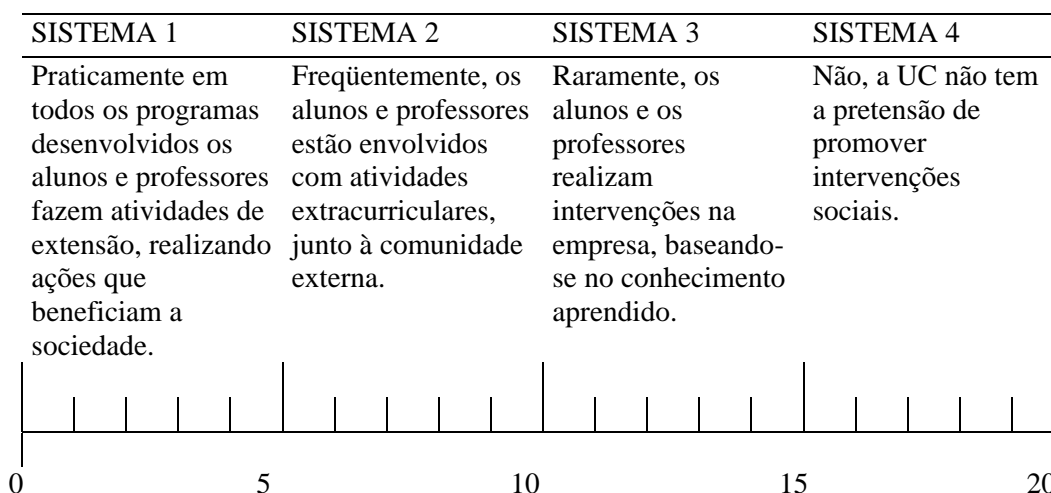 SISTEMA 1 SISTEMA 2 SISTEMA 3 SISTEMA 4
Praticamente em
todos os programas
desenvolvidos os
alunos e professores
fazem atividades de
extensão, realizando
ações que
beneficiam a
sociedade.
Freqüentemente, os
alunos e professores
estão envolvidos
com atividades
extracurriculares,
junto à comunidade
externa.
Raramente, os
alunos e os
professores
realizam
intervenções na
empresa, baseando-
se no conhecimento
aprendido.
Não, a UC não tem
a pretensão de
promover
intervenções
sociais.
0 5 10 15 20